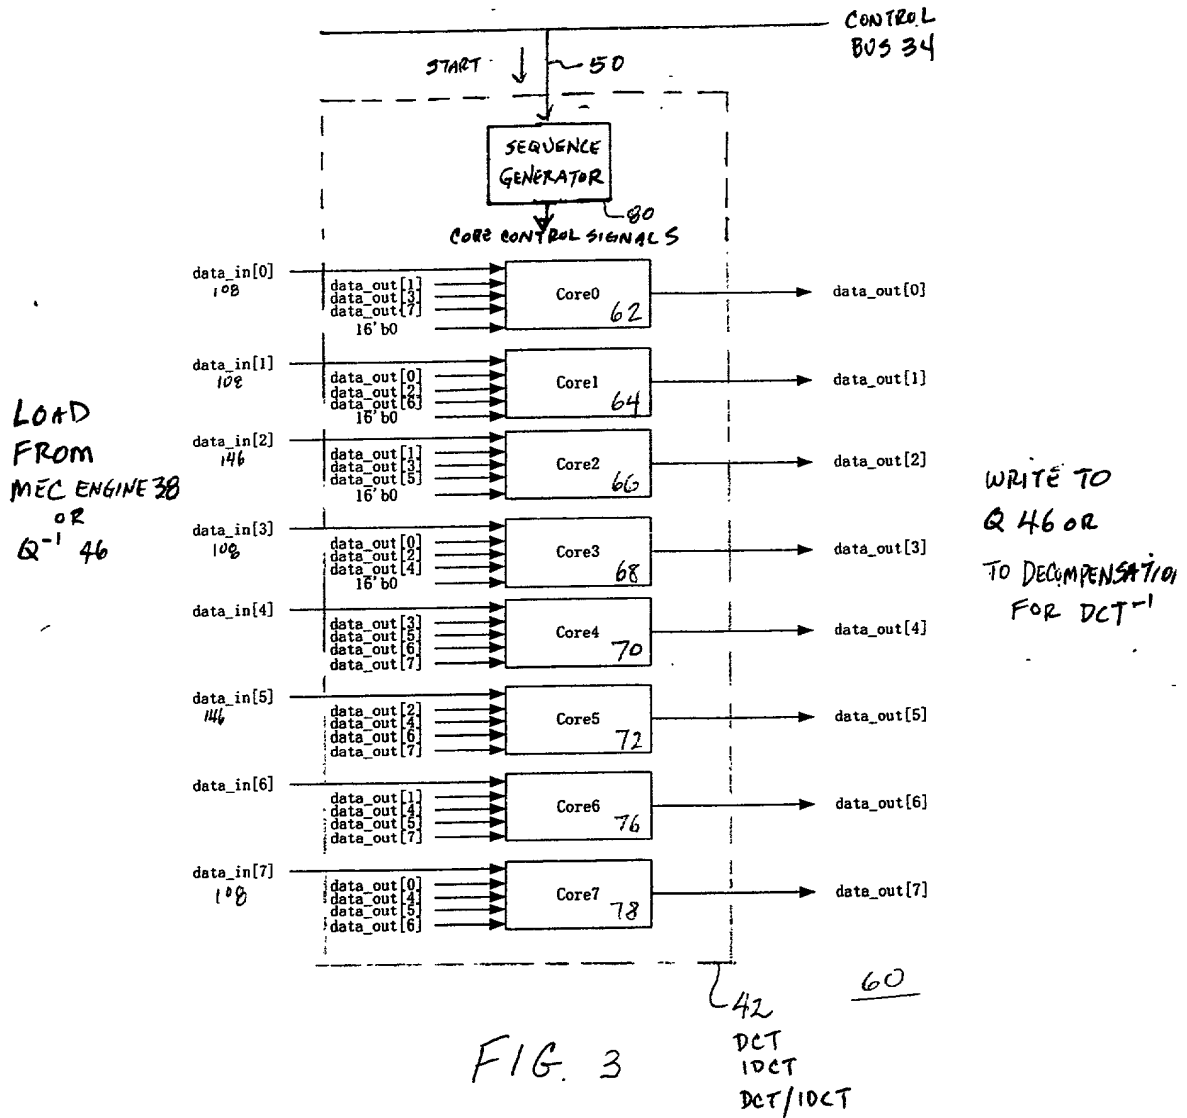 CONTROL
BUS 34
START
50
SEQUENCE
GENERATOR
80
CORE CONTROL SIGNALS
data_in[0]
108
data_out[1]
data_out[3]
data_out[7]
16'b0
Core0
62
data_out[0]
data_in[1]
108
data_out[0]
data_out[2]
data_out[6]
16'b0
Core1
64
data_out[1]
LOAD
FROM
MEC ENGINE 38
OR
Q⁻¹ 46
data_in[2]
146
data_out[1]
data_out[3]
data_out[5]
16'b0
Core2
66
data_out[2]
WRITE TO
Q 46 OR
TO DECOMPENSATION
FOR DCT⁻¹
data_in[3]
108
data_out[0]
data_out[2]
data_out[4]
16'b0
Core3
68
data_out[3]
data_in[4]
data_out[3]
data_out[5]
data_out[6]
data_out[7]
Core4
70
data_out[4]
data_in[5]
146
data_out[2]
data_out[4]
data_out[6]
data_out[7]
Core5
72
data_out[5]
data_in[6]
data_out[1]
data_out[4]
data_out[5]
data_out[7]
Core6
76
data_out[6]
data_in[7]
108
data_out[0]
data_out[4]
data_out[5]
data_out[6]
Core7
78
data_out[7]
60
42
DCT
IDCT
DCT/IDCT
FIG. 3